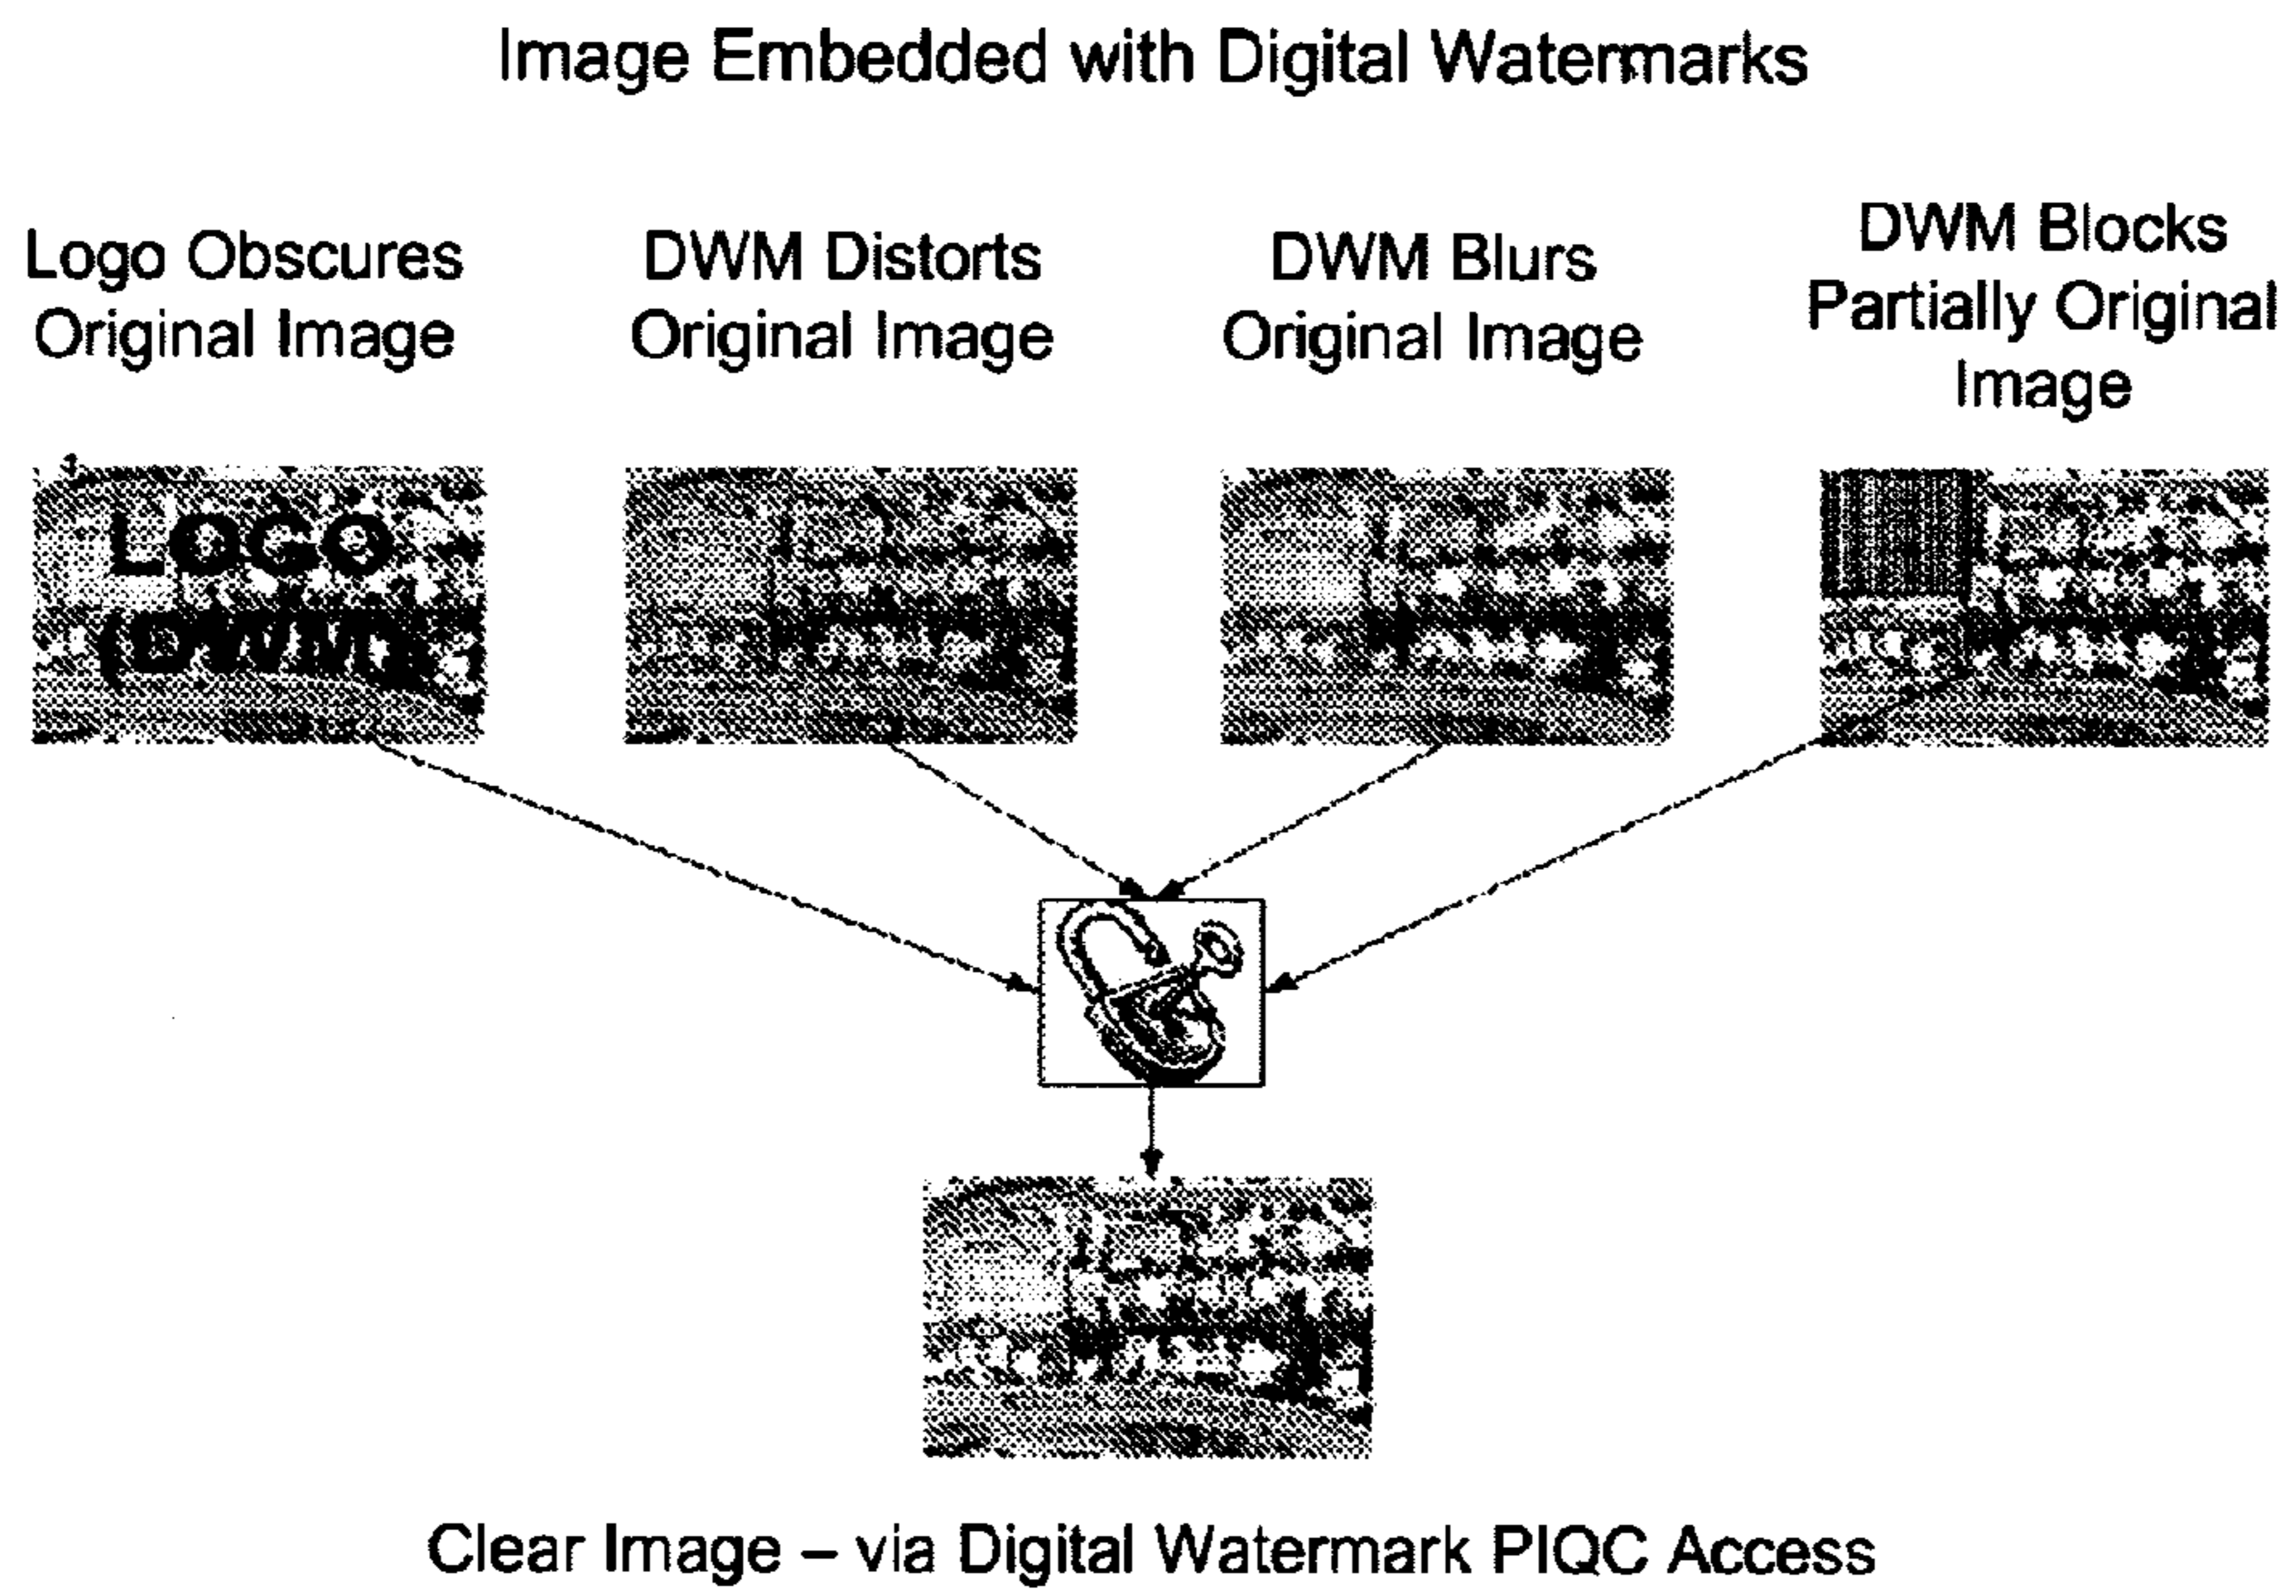 Image Embedded with Digital Watermarks
Logo Obscures
Original Image
DWM Distorts
Original Image
DWM Blurs
Original Image
DWM Blocks
Partially Original
Image
LOGO
(DWM)
Clear Image – via Digital Watermark PIQC Access